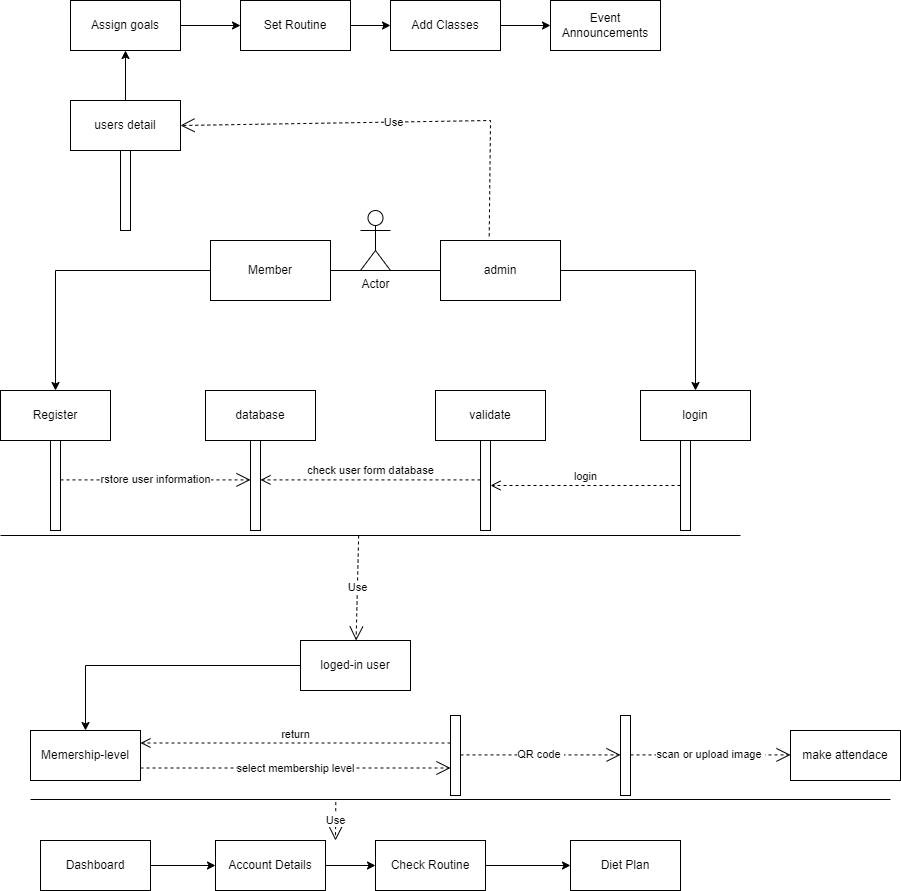 Assign goals
Set Routine
Add Classes
Event
Announcements
users detail
Use
Member
Actor
admin
Register
database
validate
login
rstore user information
check user form database
login
Use
loged-in user
Memership-level
return
select membership level
QR code
scan or upload image
make attendace
Use
Dashboard
Account Details
Check Routine
Diet Plan